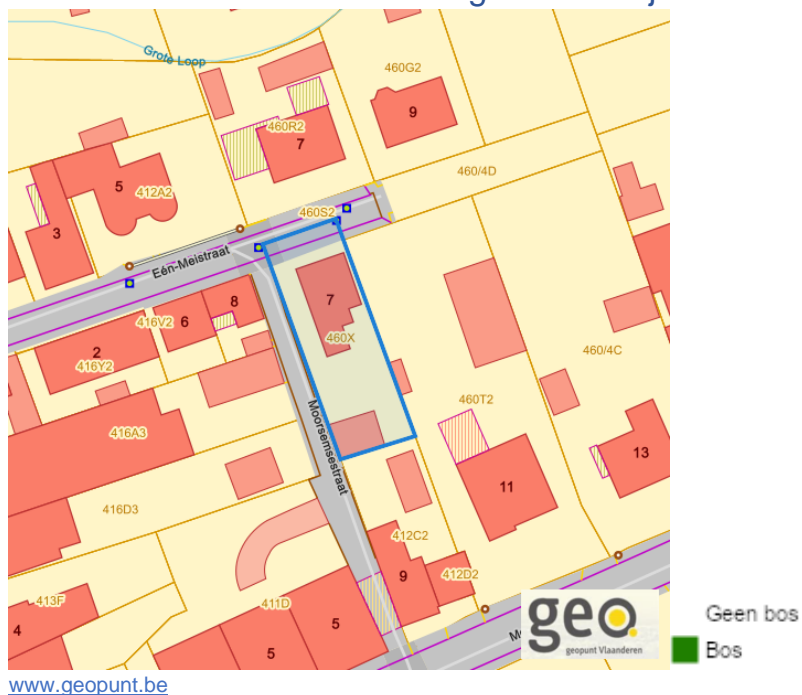 Grote Loop
460G2
9
460R2
7
460/4D
5
412A2
3
460S2
Eén-Meistraat
7
8
416V2
6
460X
2
416Y2
460/4C
460T2
416A3
Moorsemsestraat
13
11
416D3
412C2
9
412D2
413F
411D
4
5
5
geo.
geopunt Vlaanderen
Geen bos
Bos
www.geopunt.be